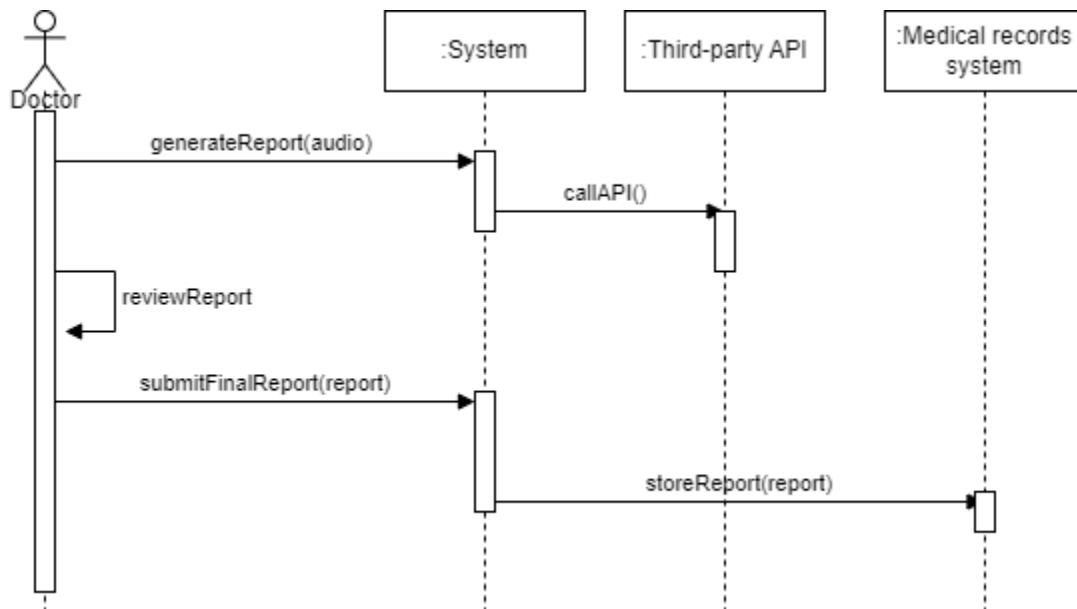 :System
:Third-party API
:Medical records
system
Doctor
generateReport(audio)
callAPI()
reviewReport
submitFinalReport(report)
storeReport(report)